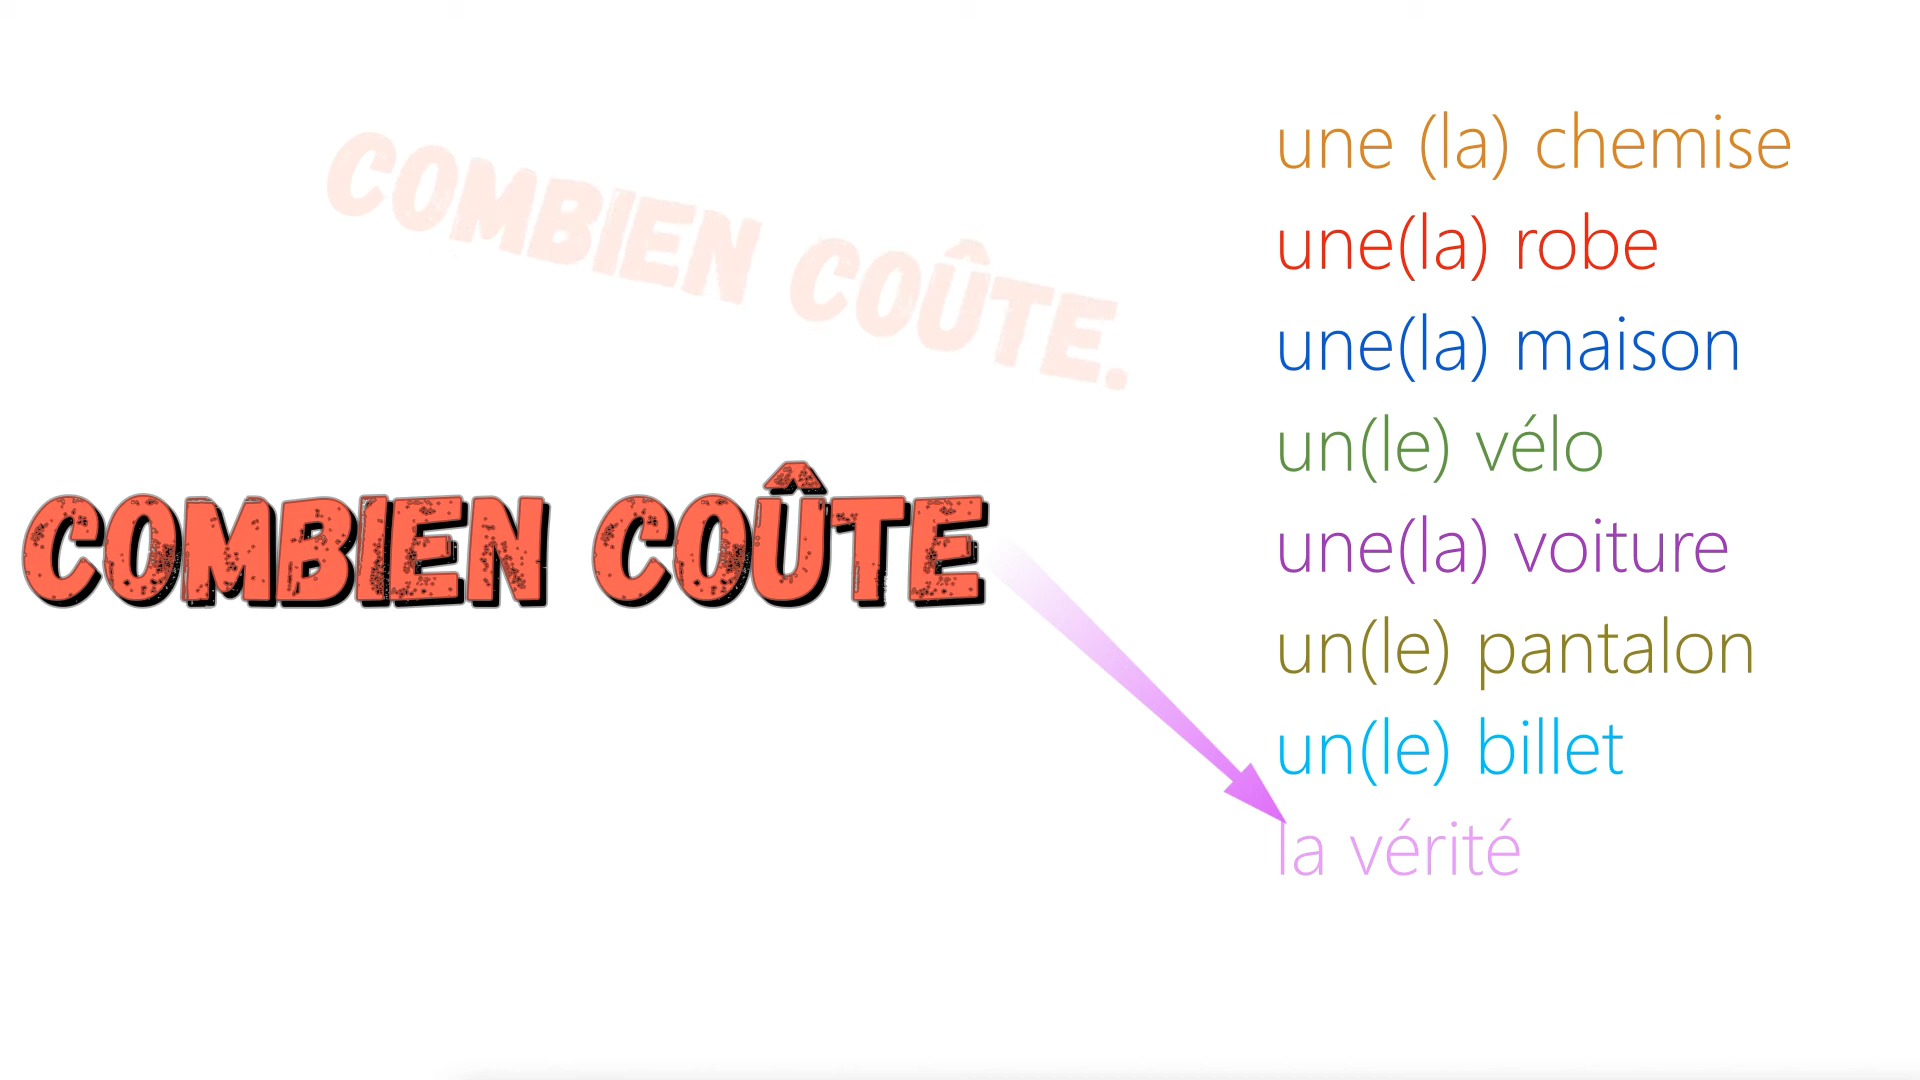 COMBIEN COÛTE.
COMBIEN COÛTE
une (la) chemise
une(la) robe
une(la) maison
un(le) vélo
une(la) voiture
un(le) pantalon
un(le) billet
la vérité